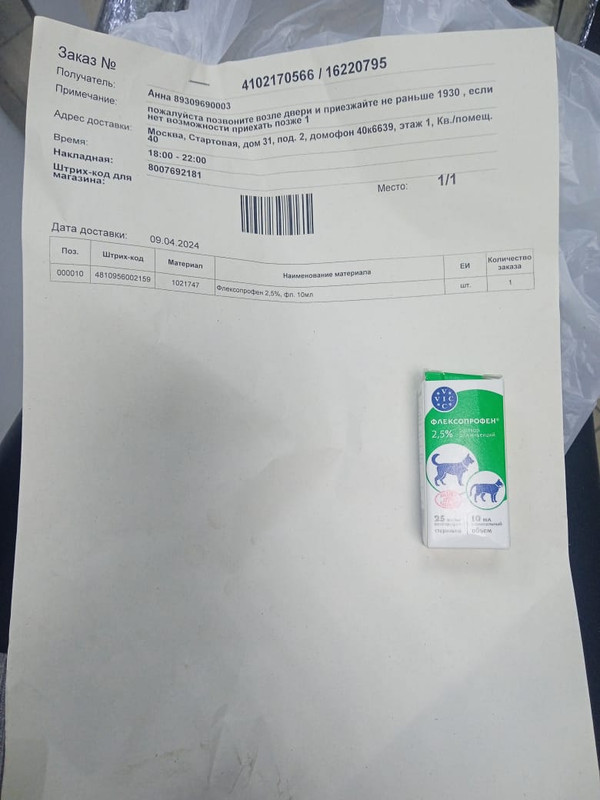 Заказ №
4102170566 / 16220795
Получатель:
Анна 89309690003
Примечание:
пожалуйста позвоните возле двери и приезжайте не раньше 1930 , если
нет возможности приехать позже 1
Адрес доставки:
Москва, Стартовая, дом 31, под. 2, домофон 40к6639, этаж 1, Кв./помещ.
40
Время:
18:00 - 22:00
Накладная:
8007692181
Штрих-код для
магазина:
Место: 1/1
Дата доставки: 09.04.2024
Поз. Штрих-код Материал Наименование материала ЕИ Количество
заказа
000010 4810956002159 1021747 Флексопрофен 2,5%, фл. 10мл шт. 1
V
VIC
C
ФЛЕКСОПРОФЕН®
2,5%
25
10 мл
объем